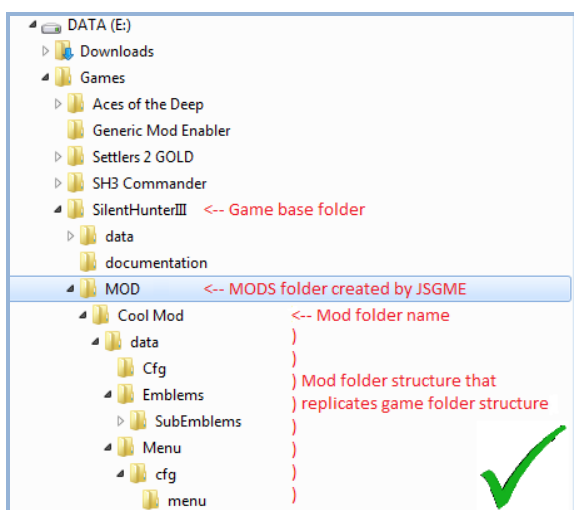 DATA (E:)
Downloads
Games
Aces of the Deep
Generic Mod Enabler
Settlers 2 GOLD
SH3 Commander
SilentHunterIII <-- Game base folder
data
documentation
MOD <-- MODS folder created by JSGME
Cool Mod <-- Mod folder name
data )
Cfg )
Emblems ) Mod folder structure that
SubEmblems ) replicates game folder structure
)
Menu )
cfg )
menu )